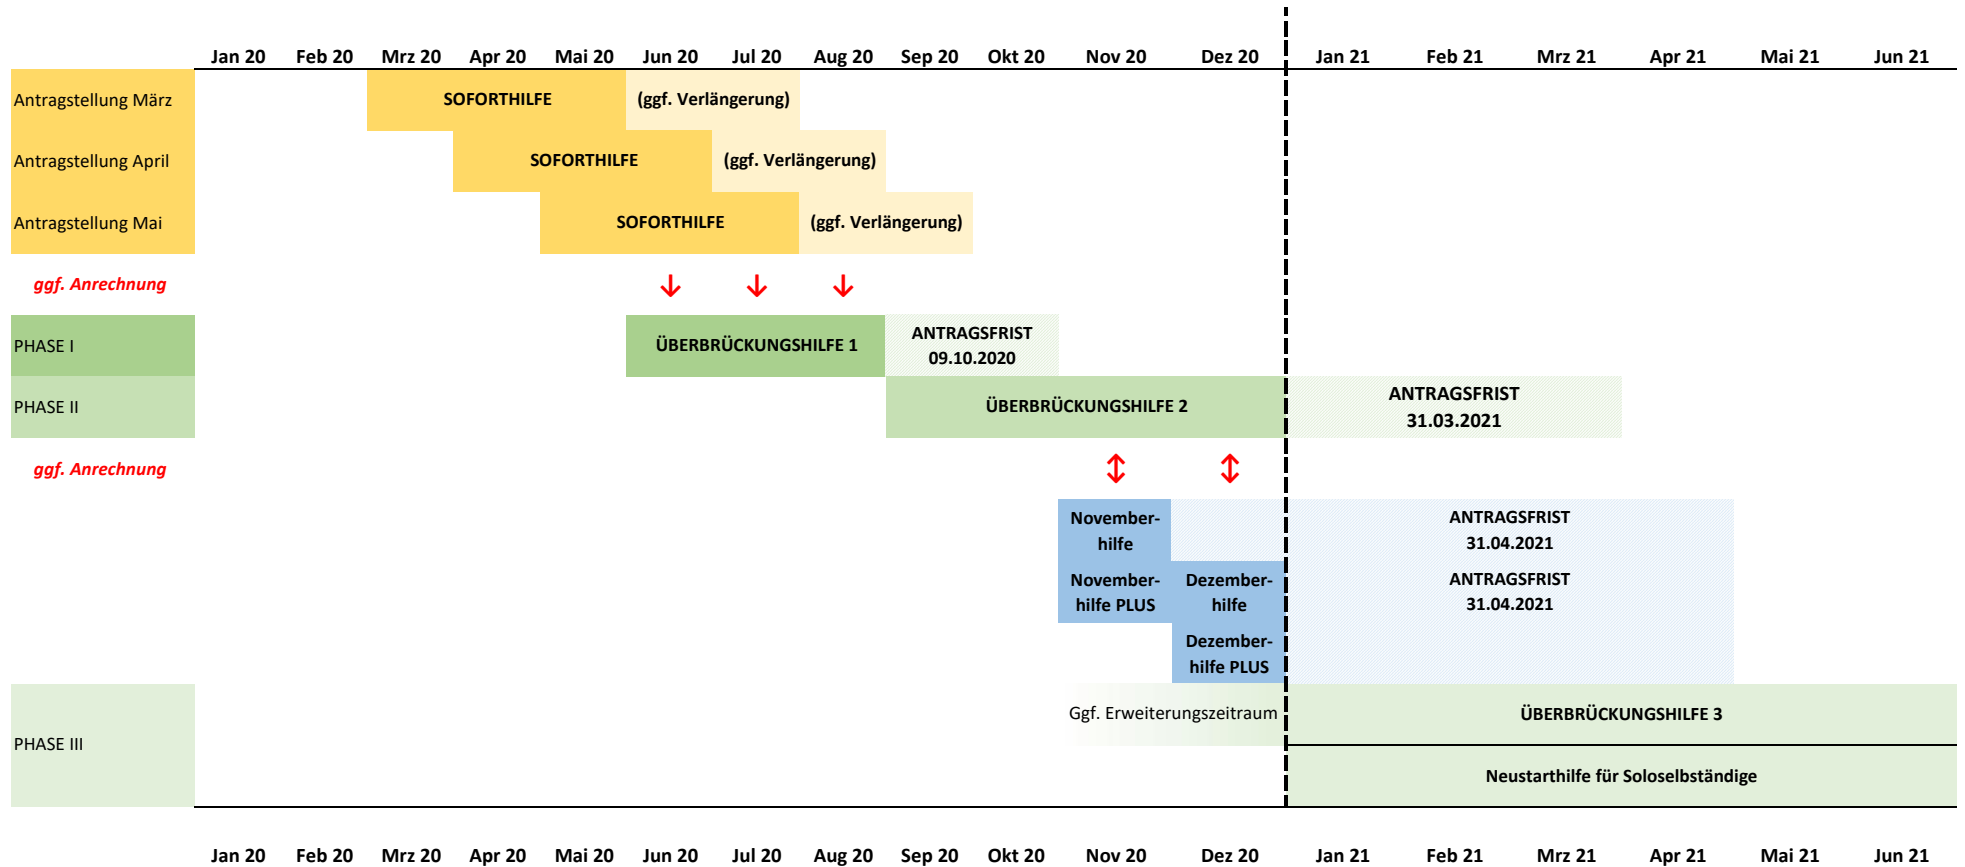 Jan 20 Feb 20 Mrz 20 Apr 20 Mai 20 Jun 20 Jul 20 Aug 20 Sep 20 Okt 20 Nov 20 Dez 20 Jan 21 Feb 21 Mrz 21 Apr 21 Mai 21 Jun 21
Antragstellung März SOFORTHILFE (ggf. Verlängerung)
Antragstellung April SOFORTHILFE (ggf. Verlängerung)
Antragstellung Mai SOFORTHILFE (ggf. Verlängerung)
ggf. Anrechnung
PHASE I ÜBERBRÜCKUNGSHILFE 1
ANTRAGSFRIST
09.10.2020
PHASE II ÜBERBRÜCKUNGSHILFE 2
ANTRAGSFRIST
31.03.2021
ggf. Anrechnung
November-
hilfe
ANTRAGSFRIST
31.04.2021
November-
hilfe PLUS
Dezember-
hilfe
ANTRAGSFRIST
31.04.2021
Dezember-
hilfe PLUS
PHASE III
Ggf. Erweiterungszeitraum ÜBERBRÜCKUNGSHILFE 3
Neustarthilfe für Soloselbständige
Jan 20 Feb 20 Mrz 20 Apr 20 Mai 20 Jun 20 Jul 20 Aug 20 Sep 20 Okt 20 Nov 20 Dez 20 Jan 21 Feb 21 Mrz 21 Apr 21 Mai 21 Jun 21